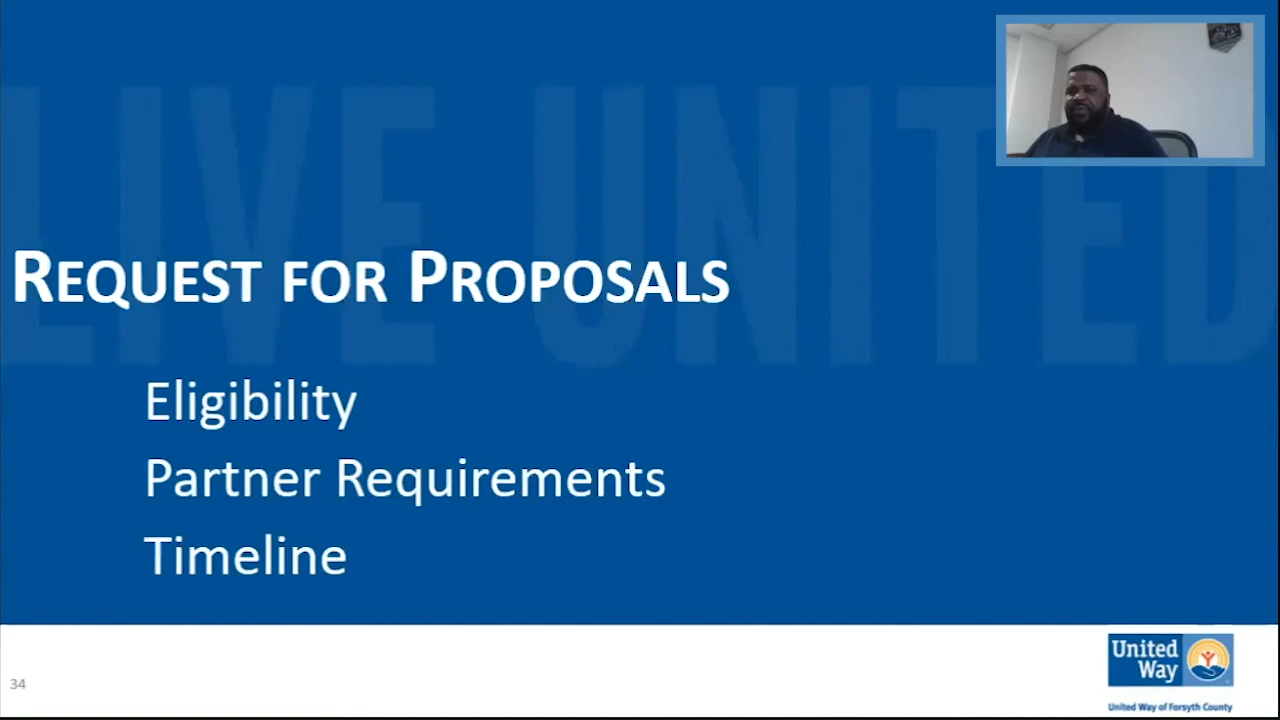 LIVE UNITED
REQUEST FOR PROPOSALS
Eligibility
Partner Requirements
Timeline
34
United
Way
United Way of Forsyth County